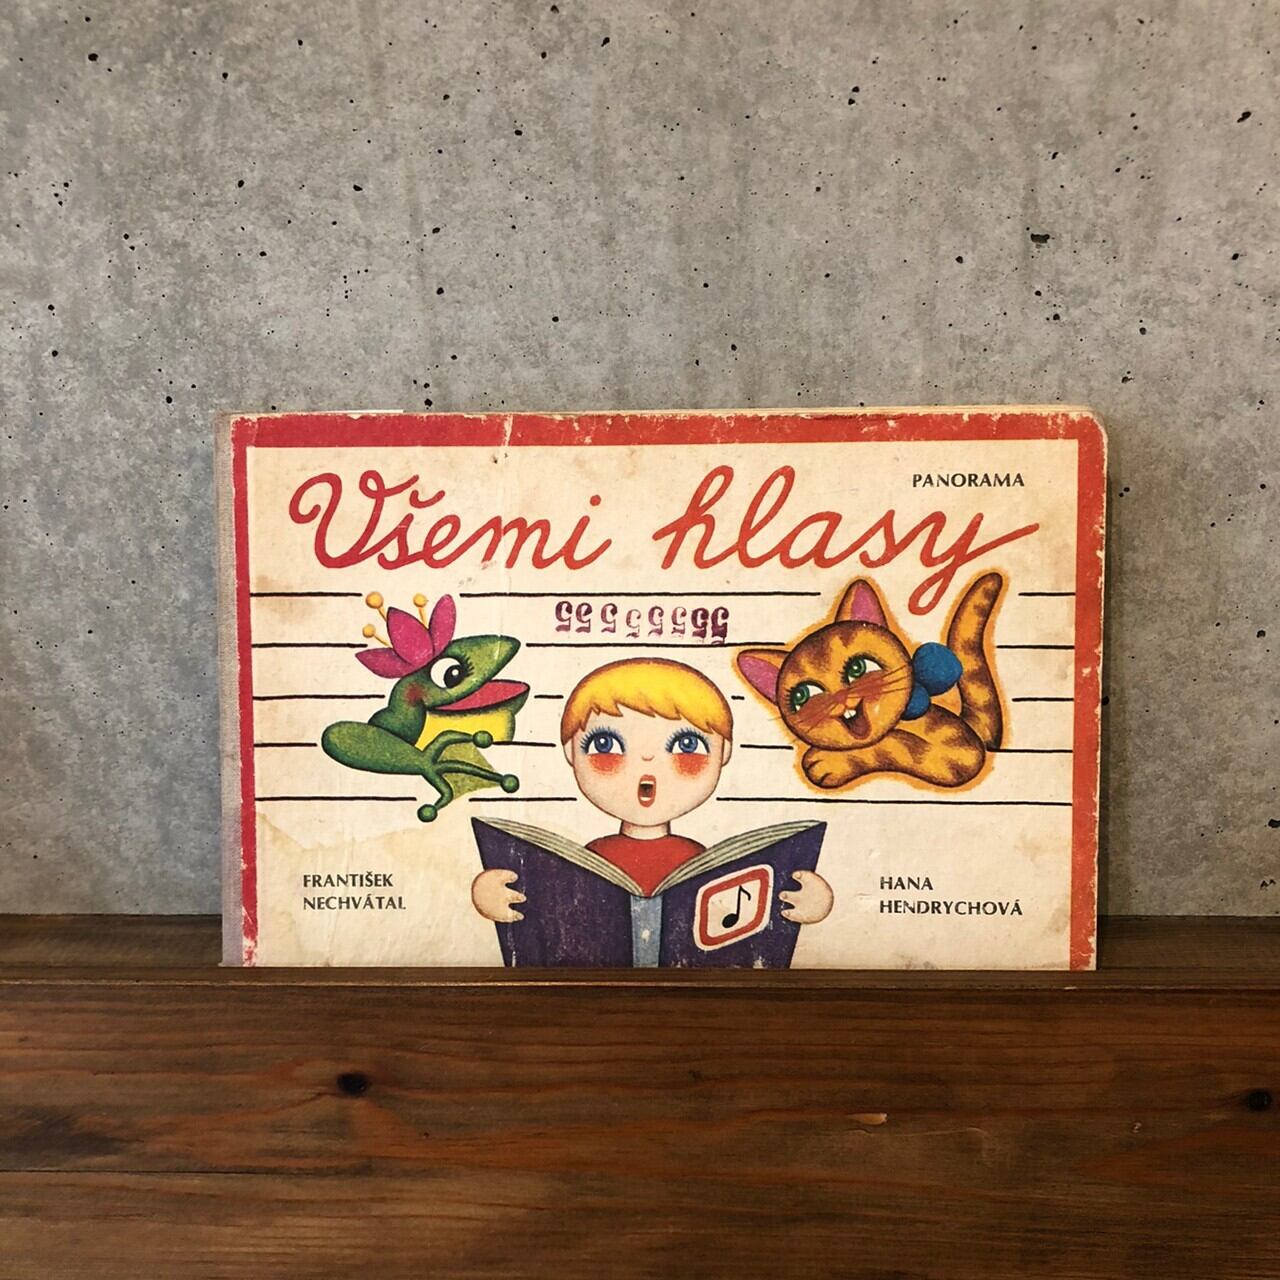 PANORAMA
Všemi hlasy
FRANTIŠEK
NECHVÁTAL
HANA
HENDRYCHOVÁ